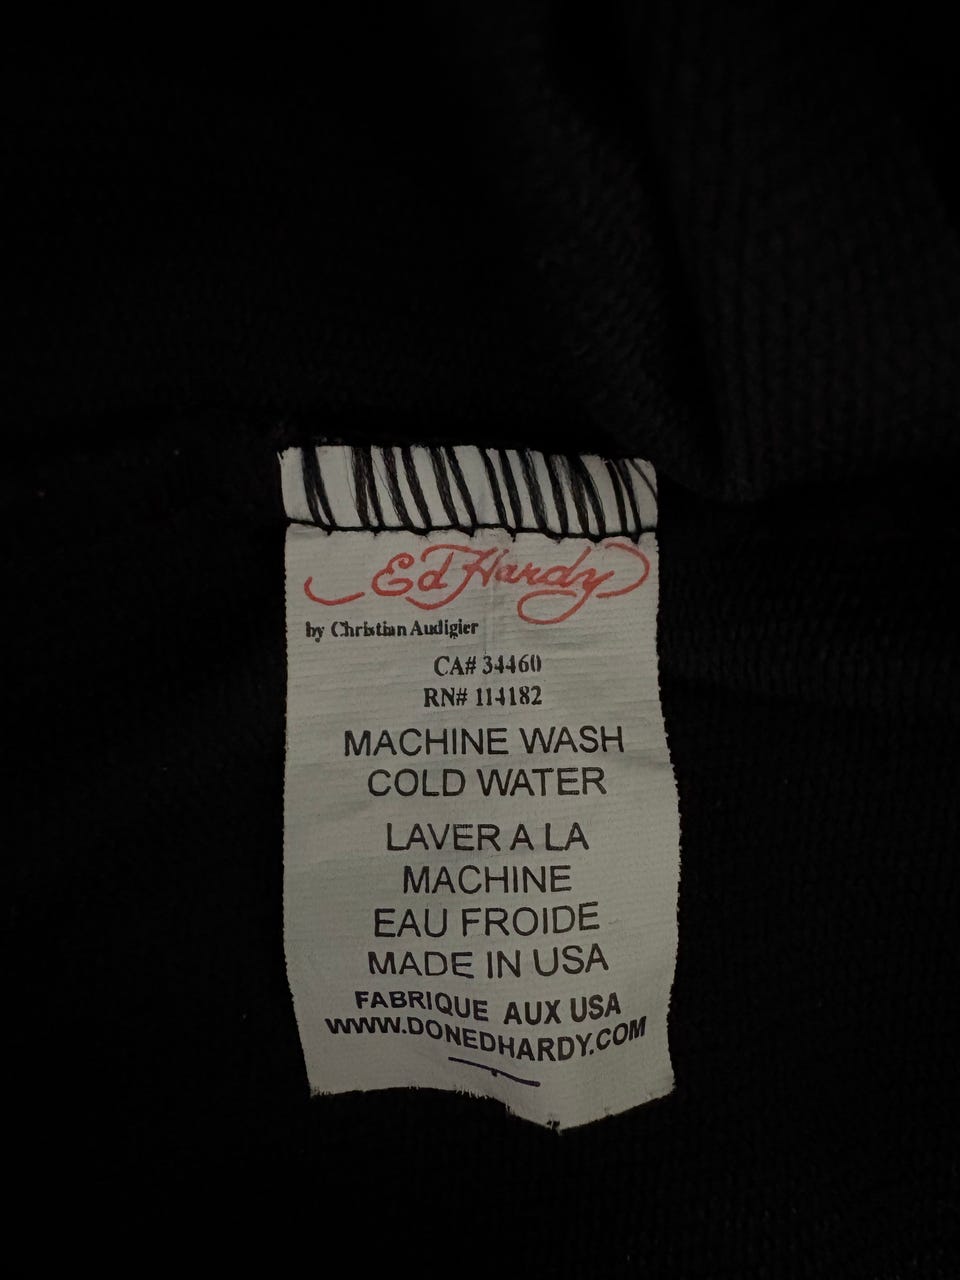 Ed Hardy
by Christian Audigier
CA# 34460
RN# 114182
MACHINE WASH
COLD WATER
LAVER A LA
MACHINE
EAU FROIDE
MADE IN USA
FABRIQUE AUX USA
WWW.DONEDHARDY.COM